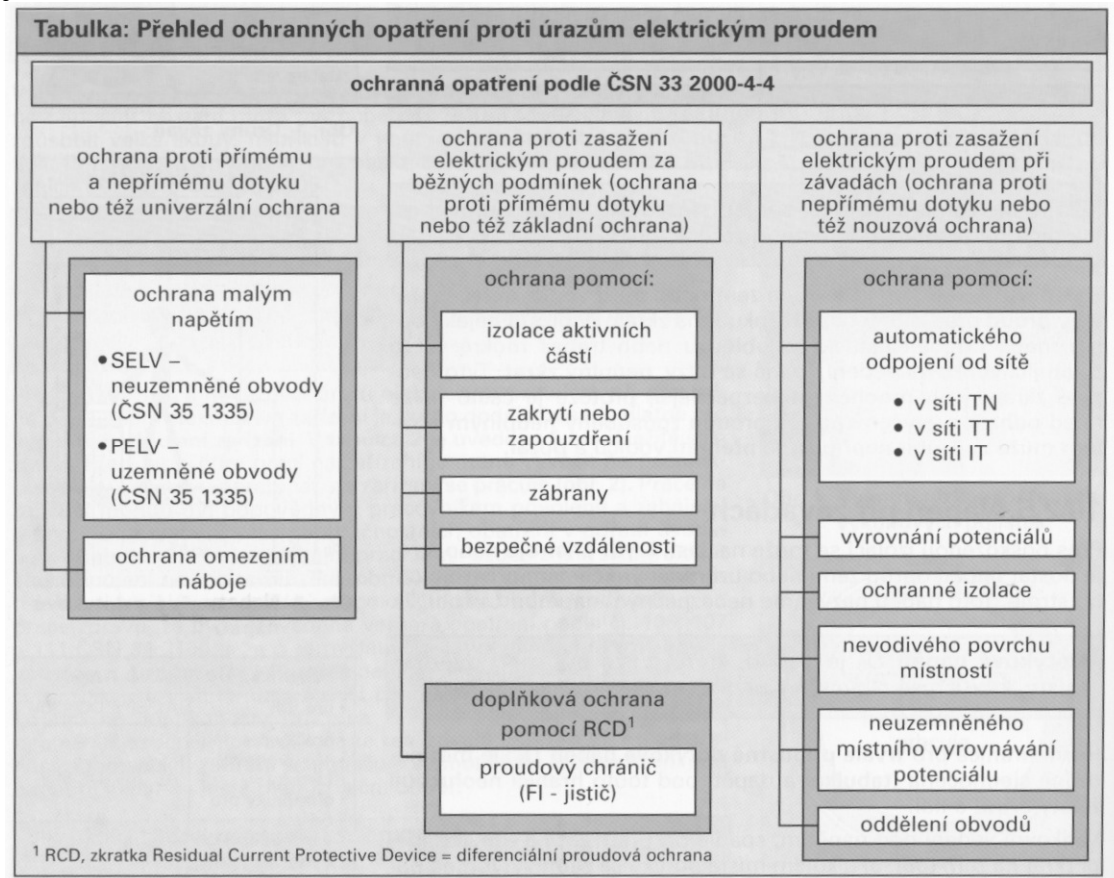 Tabulka: Přehled ochranných opatření proti úrazům elektrickým proudem
ochranná opatření podle ČSN 33 2000-4-4
ochrana proti přímému
a nepřímému dotyku
nebo též univerzální ochrana
ochrana malým
napětím
•SELV –
neuzemněné obvody
(ČSN 35 1335)
•PELV –
uzemněné obvody
(ČSN 35 1335)
ochrana omezením
náboje
ochrana proti zasažení
elektrickým proudem za
běžných podmínek (ochrana
proti přímému dotyku
nebo též základní ochrana)
ochrana pomocí:
izolace aktivních
částí
zakrytí nebo
zapouzdření
zábrany
bezpečné vzdálenosti
doplňková ochrana
pomocí RCD¹
proudový chránič
(FI - jistič)
ochrana proti zasažení
elektrickým proudem při
závadách (ochrana proti
nepřímému dotyku nebo
též nouzová ochrana)
ochrana pomocí:
automatického
odpojení od sítě
• v síti TN
• v síti TT
• v síti IT
vyrovnání potenciálů
ochranné izolace
nevodivého povrchu
místností
neuzemněného
místního vyrovnávání
potenciálu
oddělení obvodů
¹ RCD, zkratka Residual Current Protective Device = diferenciální proudová ochrana